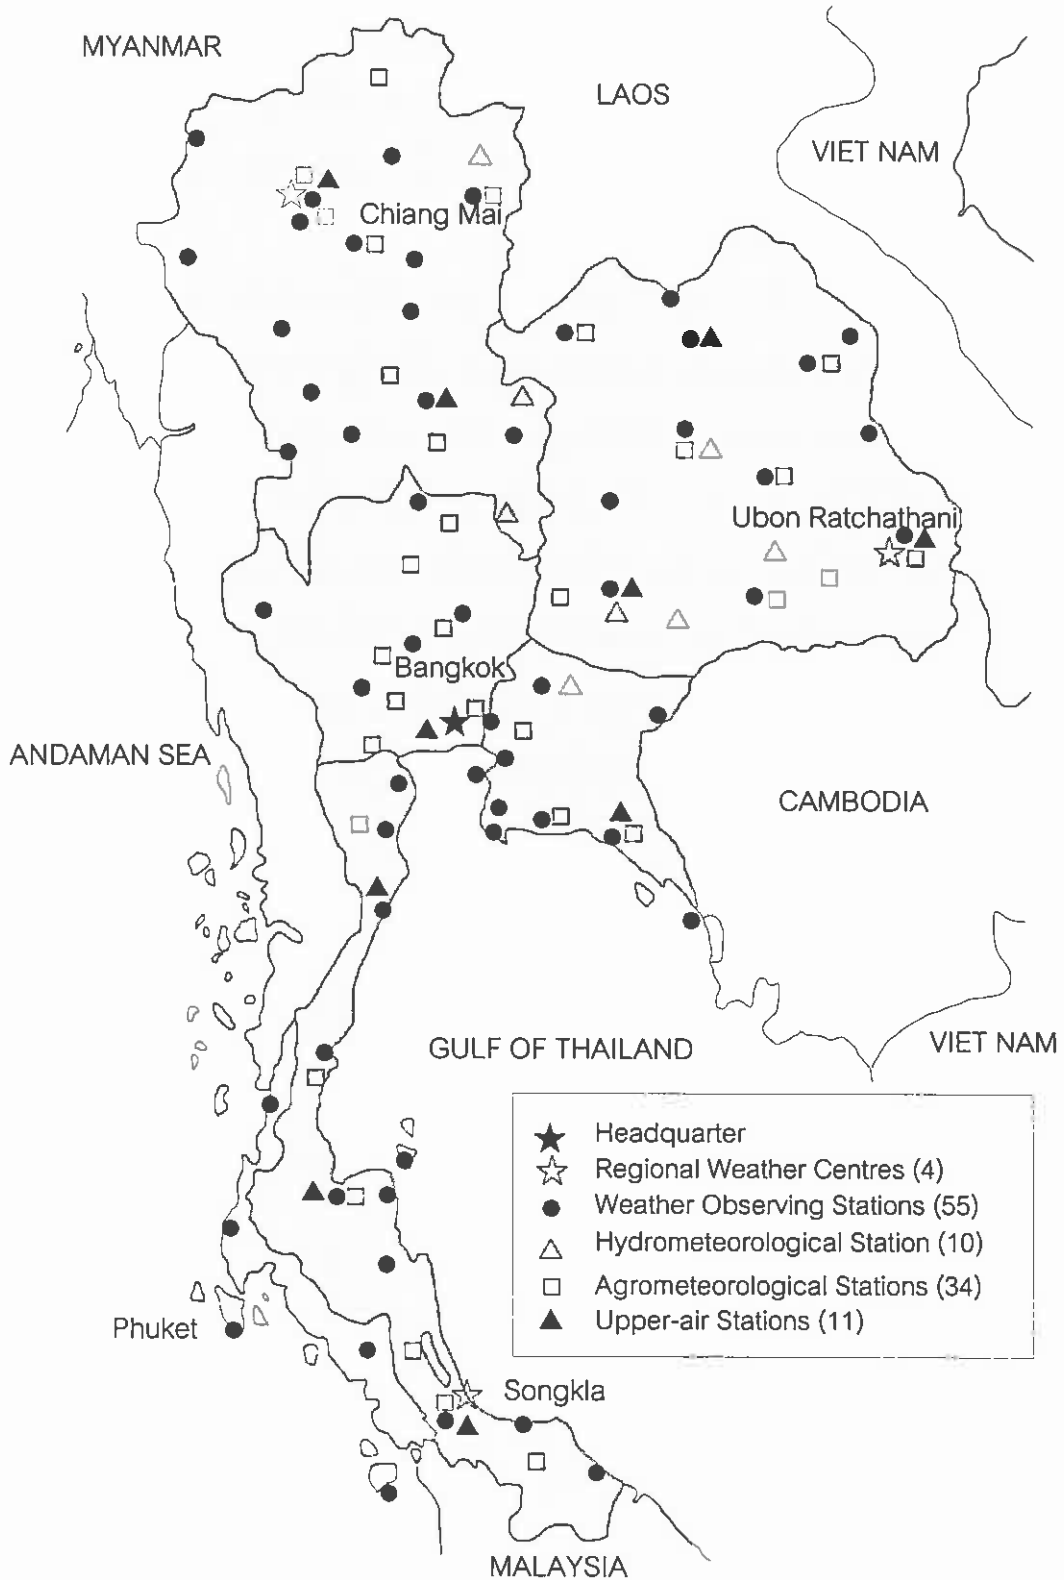 MYANMAR
LAOS
VIET NAM
Chiang Mai
Ubon Ratchathani
Bangkok
ANDAMAN SEA
CAMBODIA
GULF OF THAILAND
VIET NAM
Headquarter
Regional Weather Centres (4)
Weather Observing Stations (55)
Hydrometeorological Station (10)
Agrometeorological Stations (34)
Upper-air Stations (11)
Phuket
Songkla
MALAYSIA